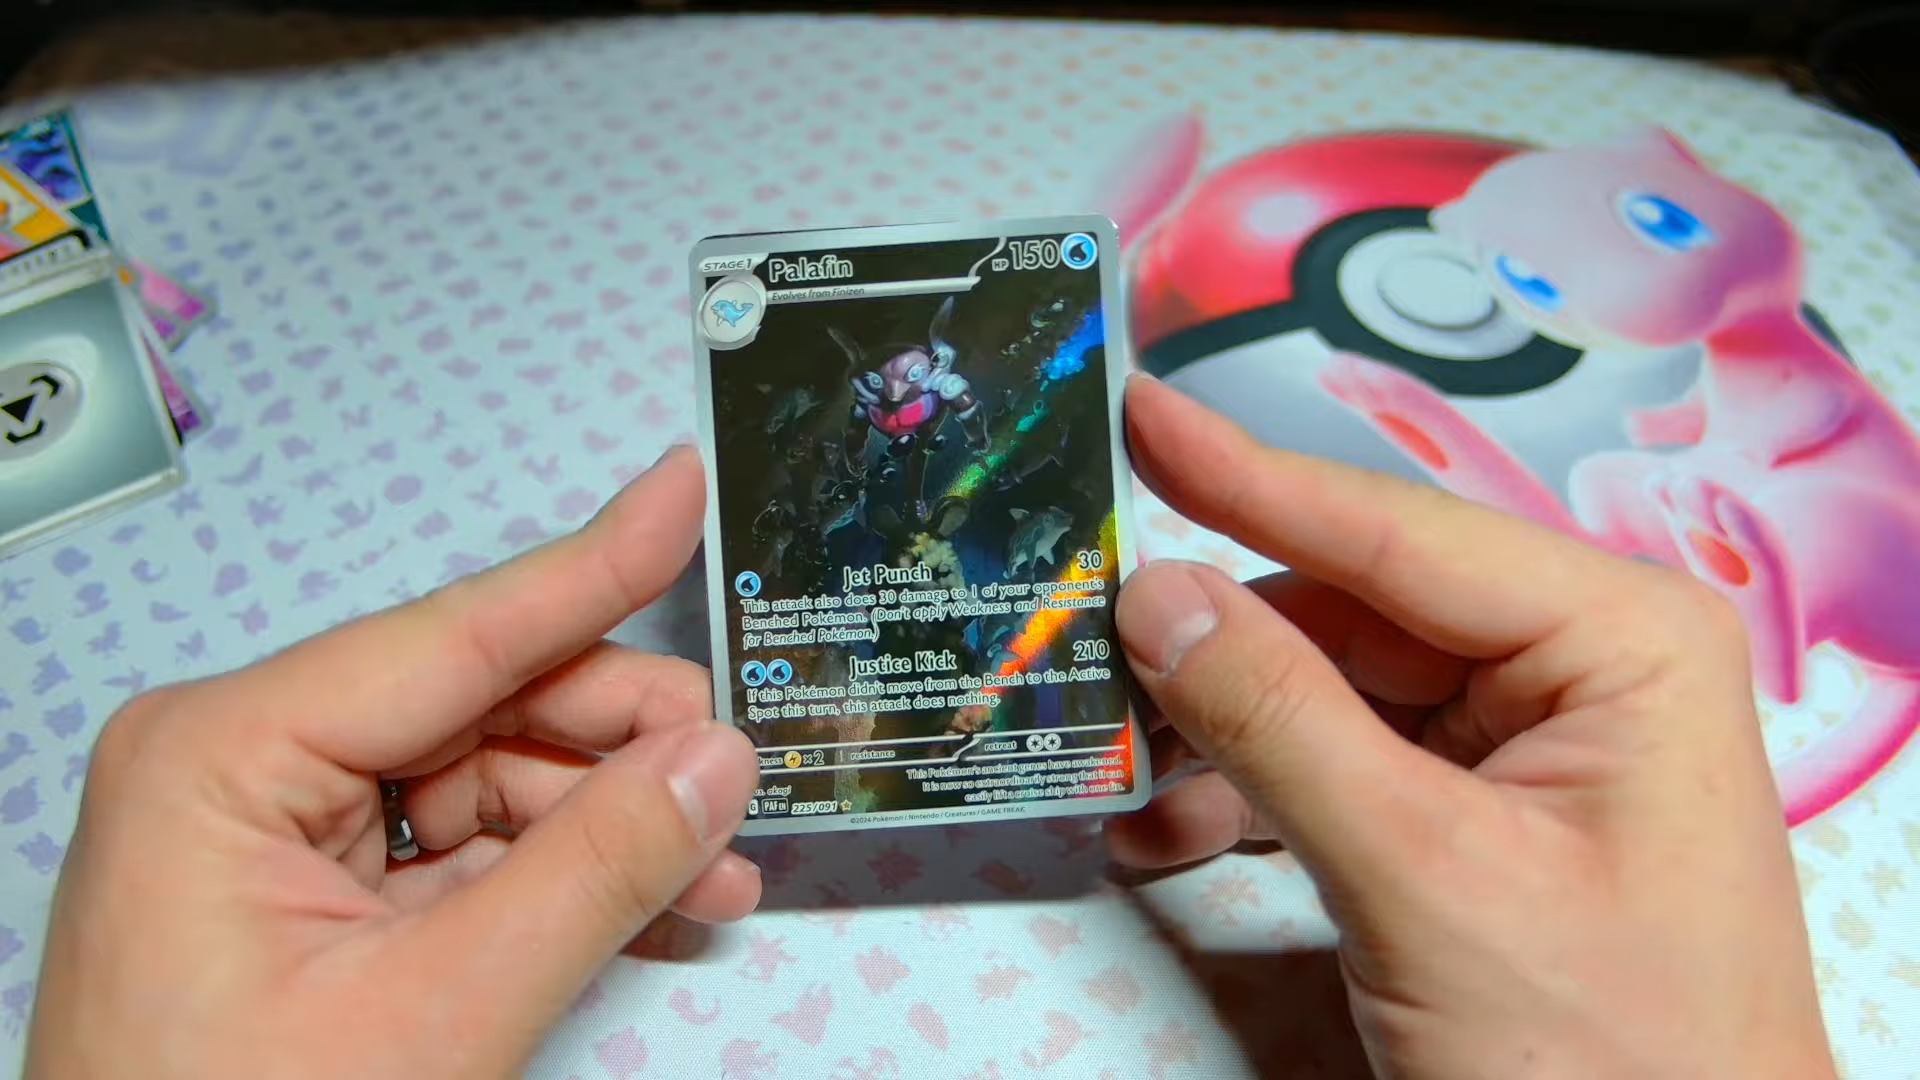 STAGE 1 Palafin HP 150
Evolves from Finizen
Jet Punch 30
This attack also does 30 damage to 1 of your opponent's
Benched Pokémon. (Don't apply Weakness and Resistance
for Benched Pokémon.)
Justice Kick 210
If this Pokémon didn't move from the Bench to the Active
Spot this turn, this attack does nothing.
×2 resistance retreat
This Pokémon's ancient genes have awakened.
It is now so extraordinarily strong that it can
easily lift a cruise ship with one fin.
akagi
G PAF EN 225/091
©2024 Pokémon / Nintendo / Creatures / GAME FREAK